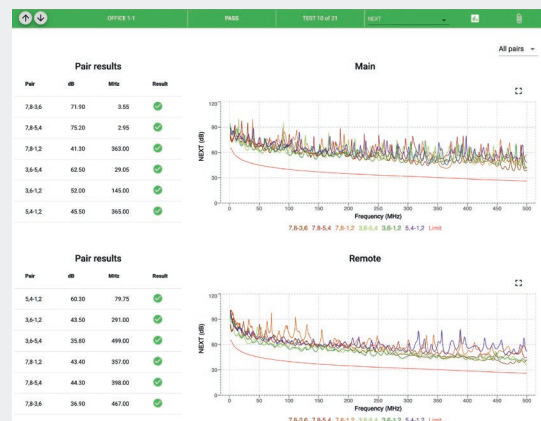 OFFICE 1-1 PASS TEST 10 of 21 NEXT
All pairs
Pair results
Pair dB MHz Result
7,8-3,6 71.90 3.55
7,8-5,4 75.20 2.95
7,8-1,2 41.30 363.00
3,6-5,4 62.50 29.05
3,6-1,2 52.00 145.00
5,4-1,2 45.50 365.00
Main
NEXT (dB)
120
90
60
30
0
0 50 100 150 200 250 300 350 400 450 500
Frequency (MHz)
7,8-3,6 7,8-5,4 7,8-1,2 3,6-5,4 3,6-1,2 5,4-1,2 Limit
Pair results
Pair dB MHz Result
5,4-1,2 60.30 79.75
3,6-1,2 43.50 291.00
3,6-5,4 35.80 499.00
7,8-1,2 43.40 357.00
7,8-5,4 44.30 398.00
7,8-3,6 36.90 467.00
Remote
NEXT (dB)
120
90
60
30
0
0 50 100 150 200 250 300 350 400 450 500
Frequency (MHz)
7,8-3,6 7,8-5,4 7,8-1,2 3,6-5,4 3,6-1,2 5,4-1,2 Limit